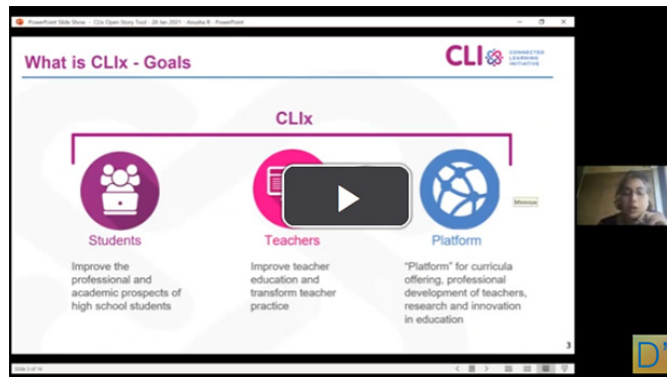 PowerPoint Slide Show - CLIx Open Story Tool - 28 Jan 2021 - Anusha R - PowerPoint
What is CLIx - Goals
CLI
CONNECTED
LEARNING
INITIATIVE
CLIx
Students
Teachers
Platform
Improve the
professional and
academic prospects of
high school students
Improve teacher
education and
transform teacher
practice
"Platform" for curricula
offering, professional
development of teachers,
research and innovation
in education
3
D'